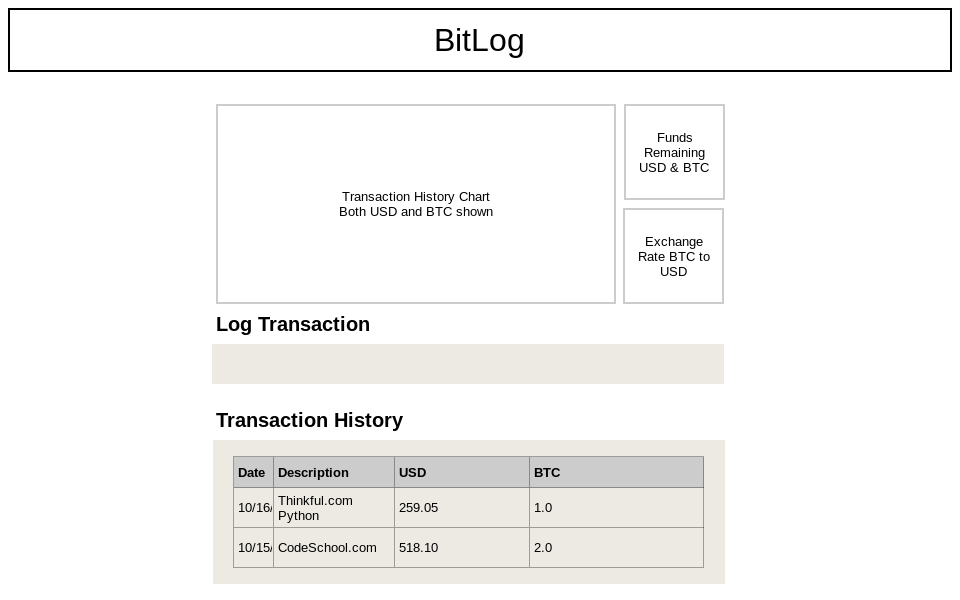 BitLog
Transaction History Chart
Both USD and BTC shown
Funds
Remaining
USD & BTC
Exchange
Rate BTC to
USD
Log Transaction
Transaction History
Date Description USD BTC
10/16/ Thinkful.com Python 259.05 1.0
10/15/ CodeSchool.com 518.10 2.0